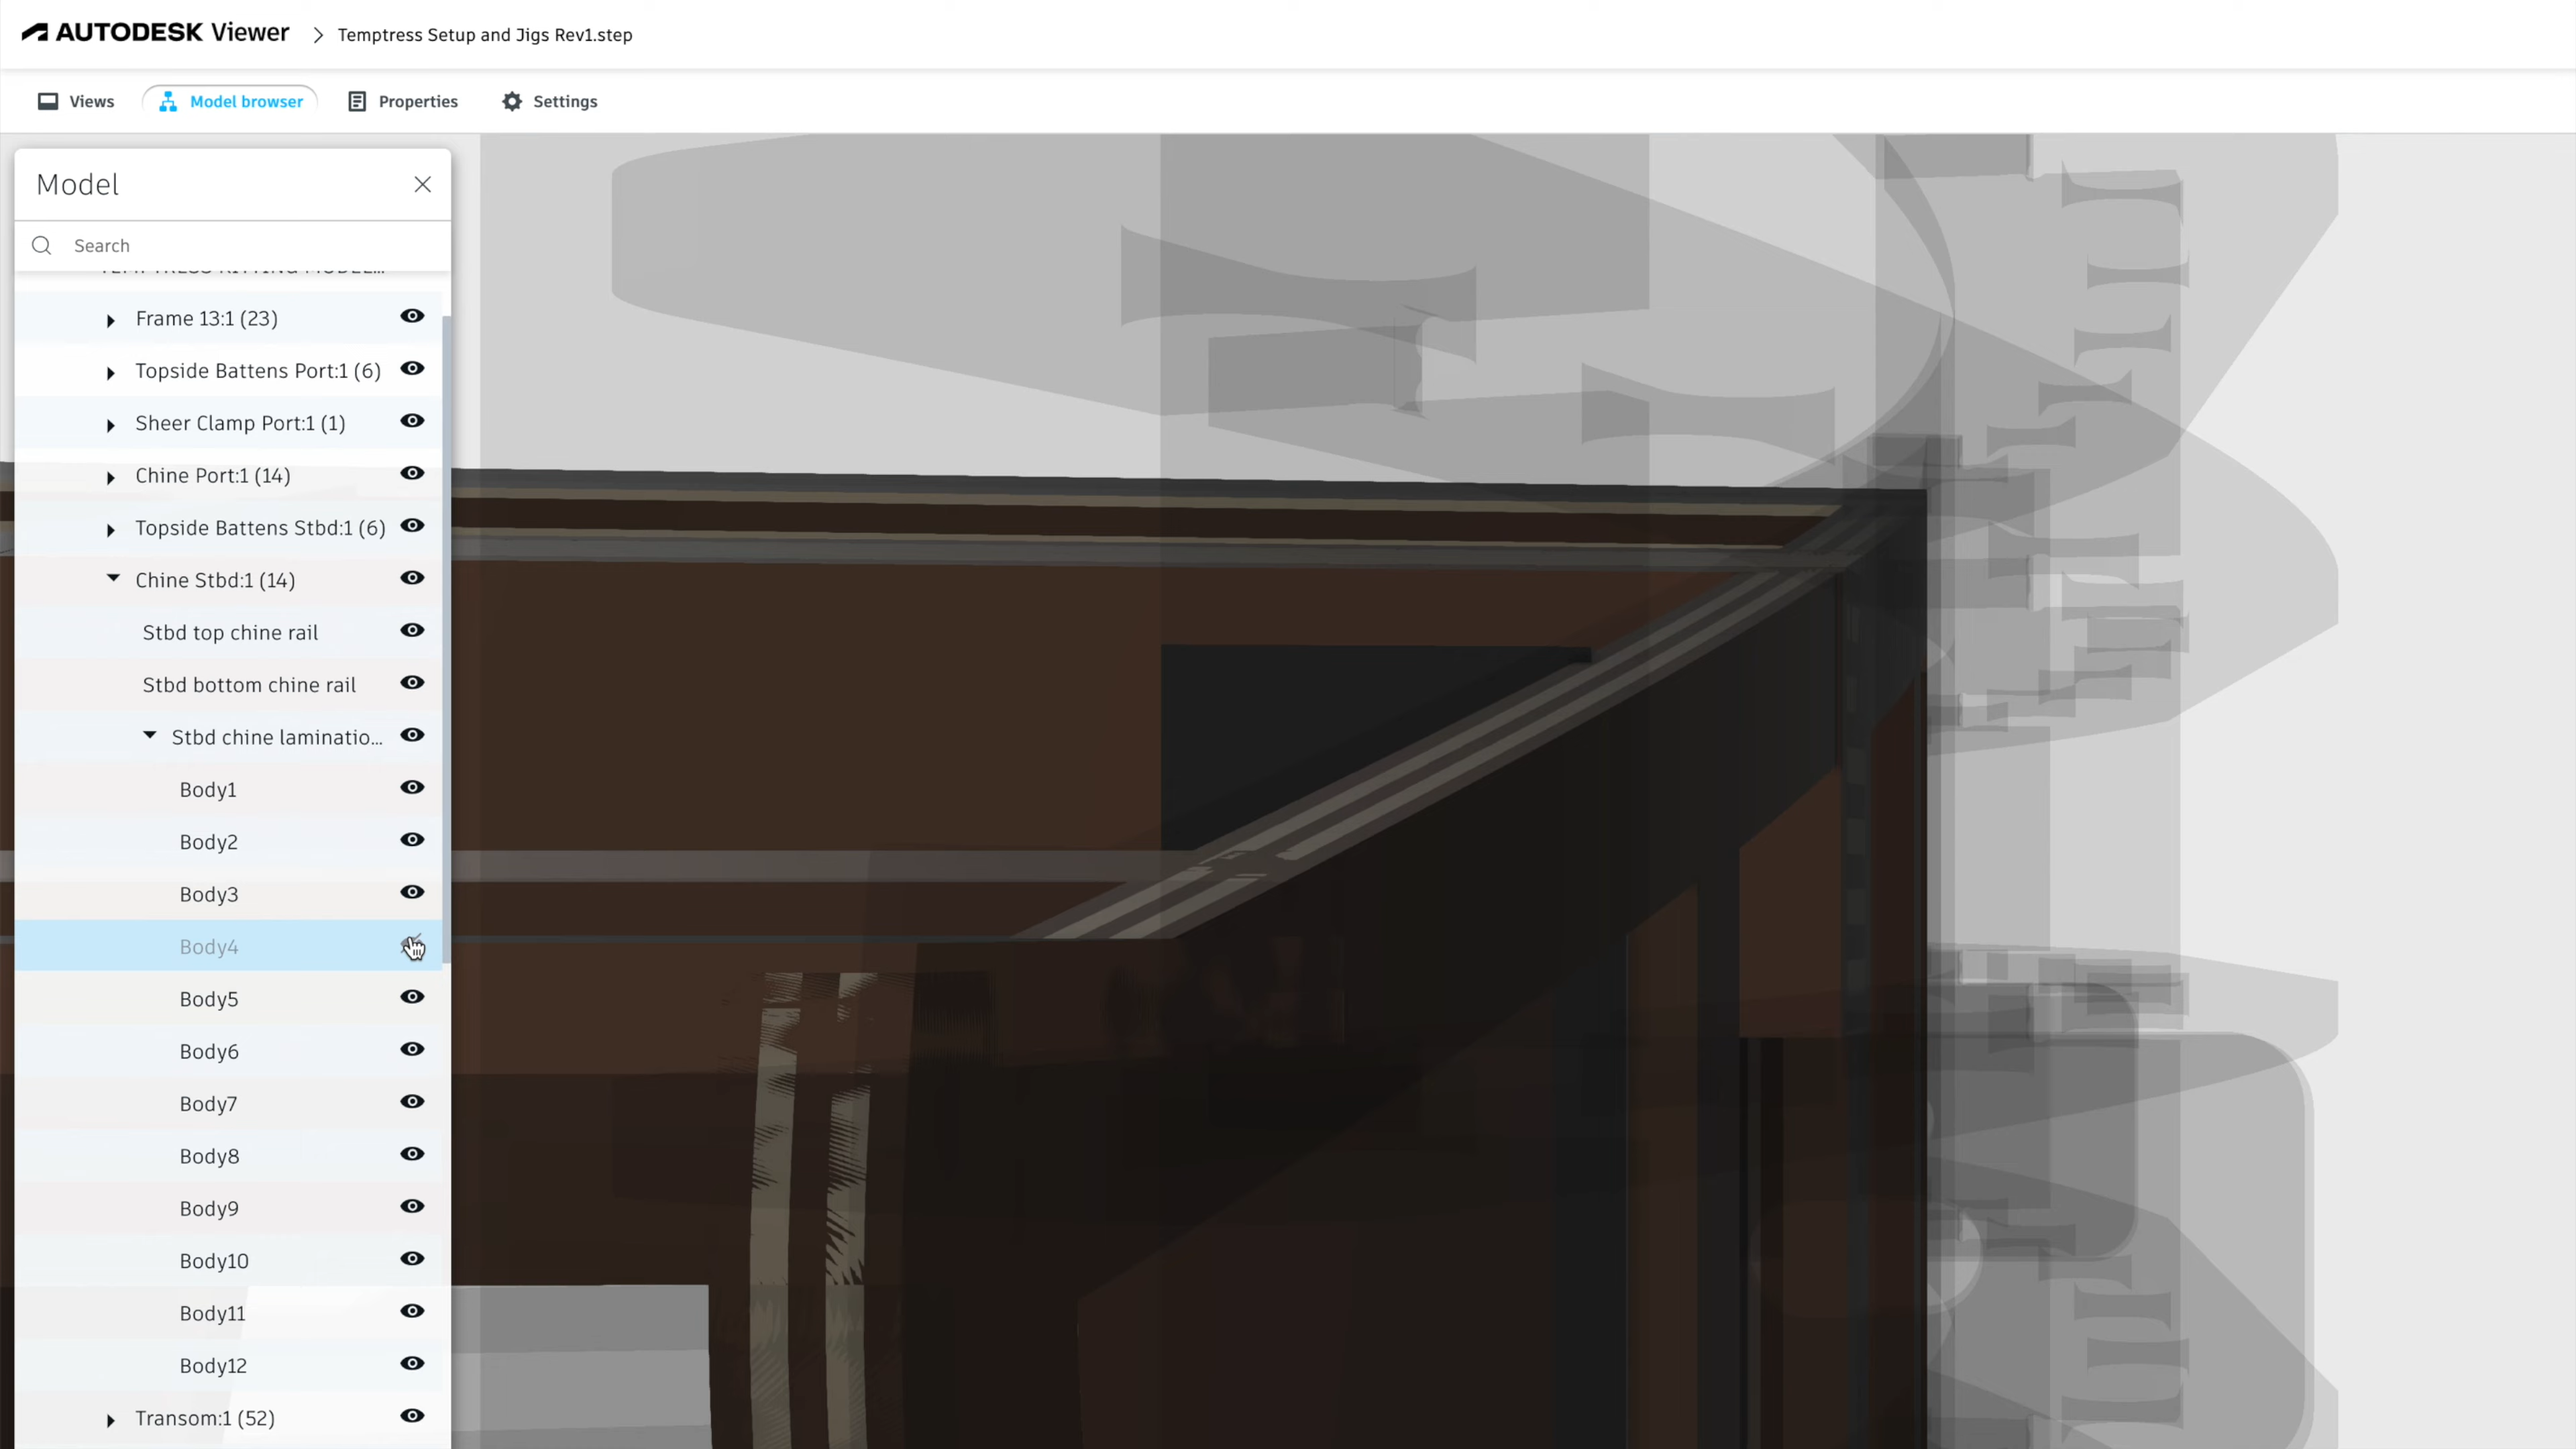 AUTODESK Viewer > Temptress Setup and Jigs Rev1.step
Views Model browser Properties Settings
Model
Search
TEMPTRESS KITTING MODEL...
Frame 13:1 (23)
Topside Battens Port:1 (6)
Sheer Clamp Port:1 (1)
Chine Port:1 (14)
Topside Battens Stbd:1 (6)
Chine Stbd:1 (14)
Stbd top chine rail
Stbd bottom chine rail
Stbd chine laminatio...
Body1
Body2
Body3
Body4
Body5
Body6
Body7
Body8
Body9
Body10
Body11
Body12
Transom:1 (52)